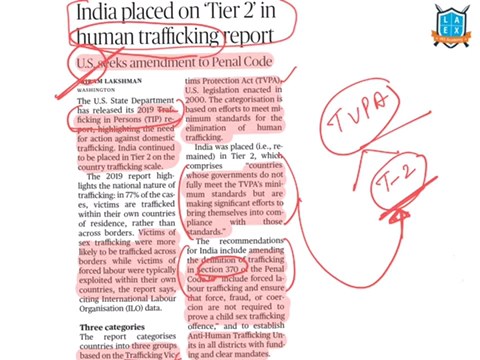 India placed on 'Tier 2' in
human trafficking report
U.S. seeks amendment to Penal Code
SRIRAM LAKSHMAN
WASHINGTON
The U.S. State Department
has released its 2019 Traf-
ficking in Persons (TIP) re-
port, highlighting the need
for action against domestic
trafficking. India continued
to be placed in Tier 2 on the
country trafficking scale.
The 2019 report high-
lights the national nature of
trafficking: in 77% of the cas-
es, victims are trafficked
within their own countries
of residence, rather than
across borders. Victims of
sex trafficking were more
likely to be trafficked across
borders while victims of
forced labour were typically
exploited within their own
countries, the report says,
citing International Labour
Organisation (ILO) data.
Three categories
The report categorises
countries into three groups
based on the Trafficking Vic
tims Protection Act (TVPA),
U.S. legislation enacted in
2000. The categorisation is
based on efforts to meet mi-
nimum standards for the
elimination of human
trafficking.
India was placed (i.e., re-
mained) in Tier 2, which
comprises "countries
whose governments do not
fully meet the TVPA's mini-
mum standards but are
making significant efforts to
bring themselves into com-
pliance with those
standards."
The recommendations
for India include amending
the definition of trafficking
in Section 370 of the Penal
Code to include forced la-
bour trafficking and ensure
that force, fraud, or coer-
cion are not required to
prove a child sex trafficking
offence, and to establish
Anti-Human Trafficking Un-
its in all districts with fund-
ing and clear mandates.
TVPA
T-2
LAEX